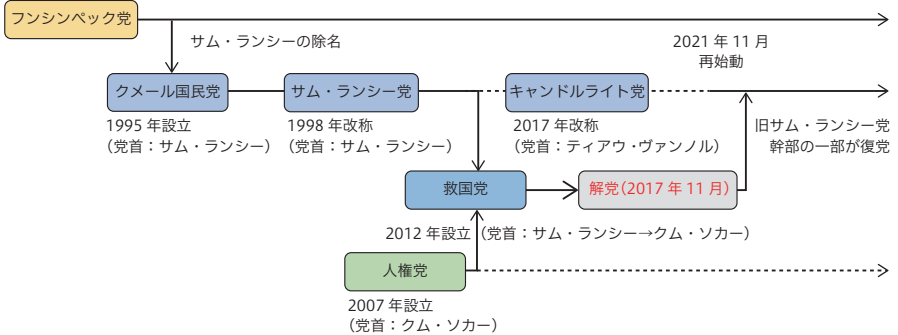 フンシンペック党
サム・ランシーの除名
2021 年 11 月
再始動
クメール国民党
サム・ランシー党
キャンドルライト党
1995 年設立
（党首：サム・ランシー）
1998 年改称
（党首：サム・ランシー）
2017 年改称
（党首：ティアウ・ヴァンノル）
旧サム・ランシー党
幹部の一部が復党
救国党
解党（2017 年 11 月）
2012 年設立（党首：サム・ランシー→クム・ソカー）
人権党
2007 年設立
（党首：クム・ソカー）